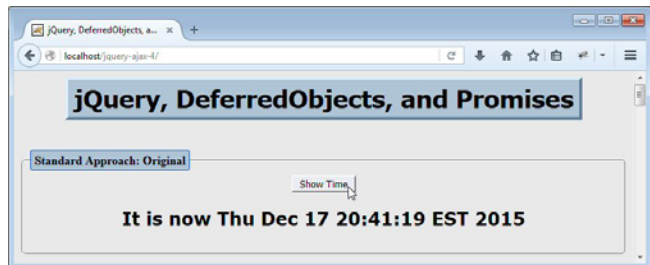 jQuery, DeferredObjects, a...
localhost/jquery-ajax-4/
jQuery, DeferredObjects, and Promises
Standard Approach: Original
Show Time
It is now Thu Dec 17 20:41:19 EST 2015